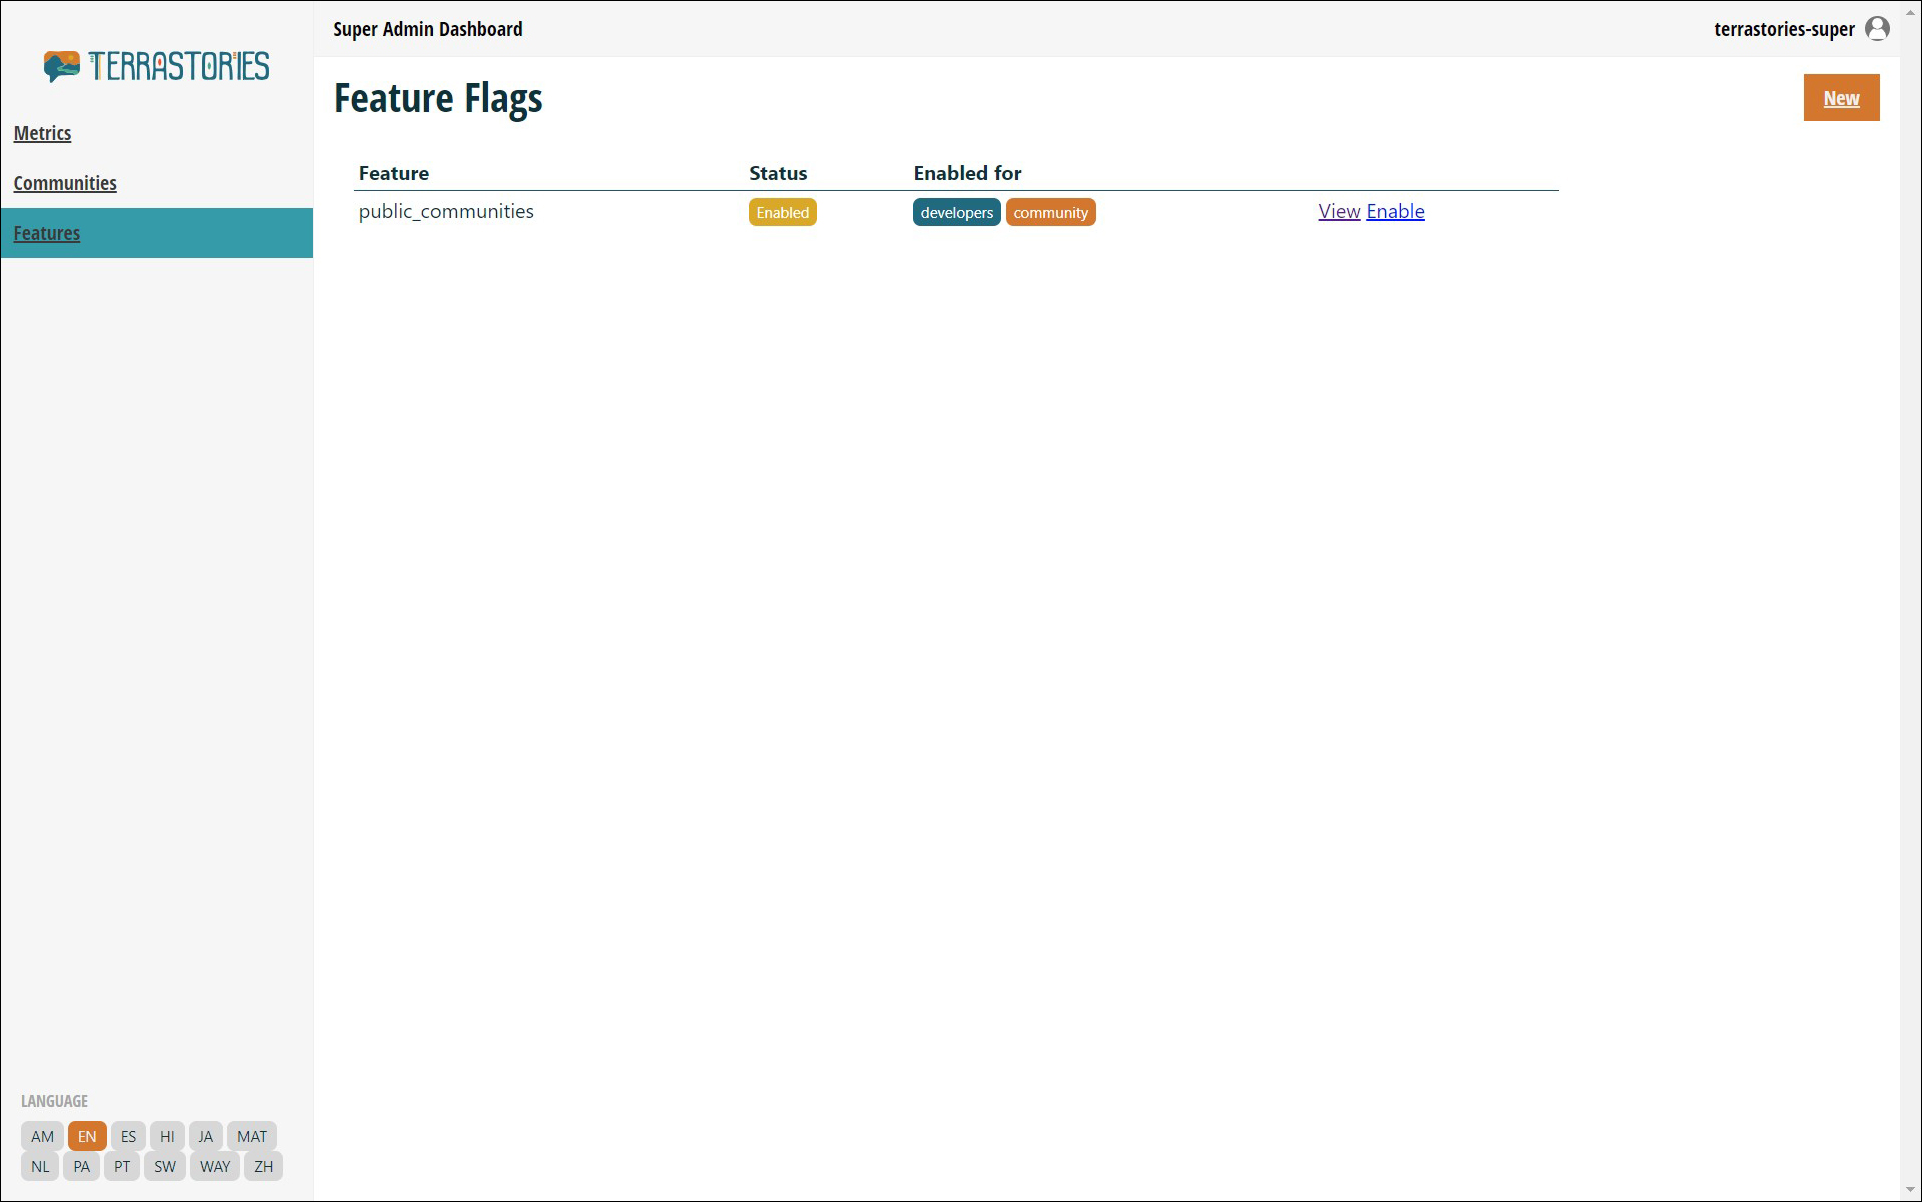 TERRASTORIES
Super Admin Dashboard
terrastories-super
Metrics
Communities
Features
Feature Flags
New
Feature Status Enabled for
public_communities Enabled developers community View Enable
LANGUAGE
AM EN ES HI JA MAT
NL PA PT SW WAY ZH